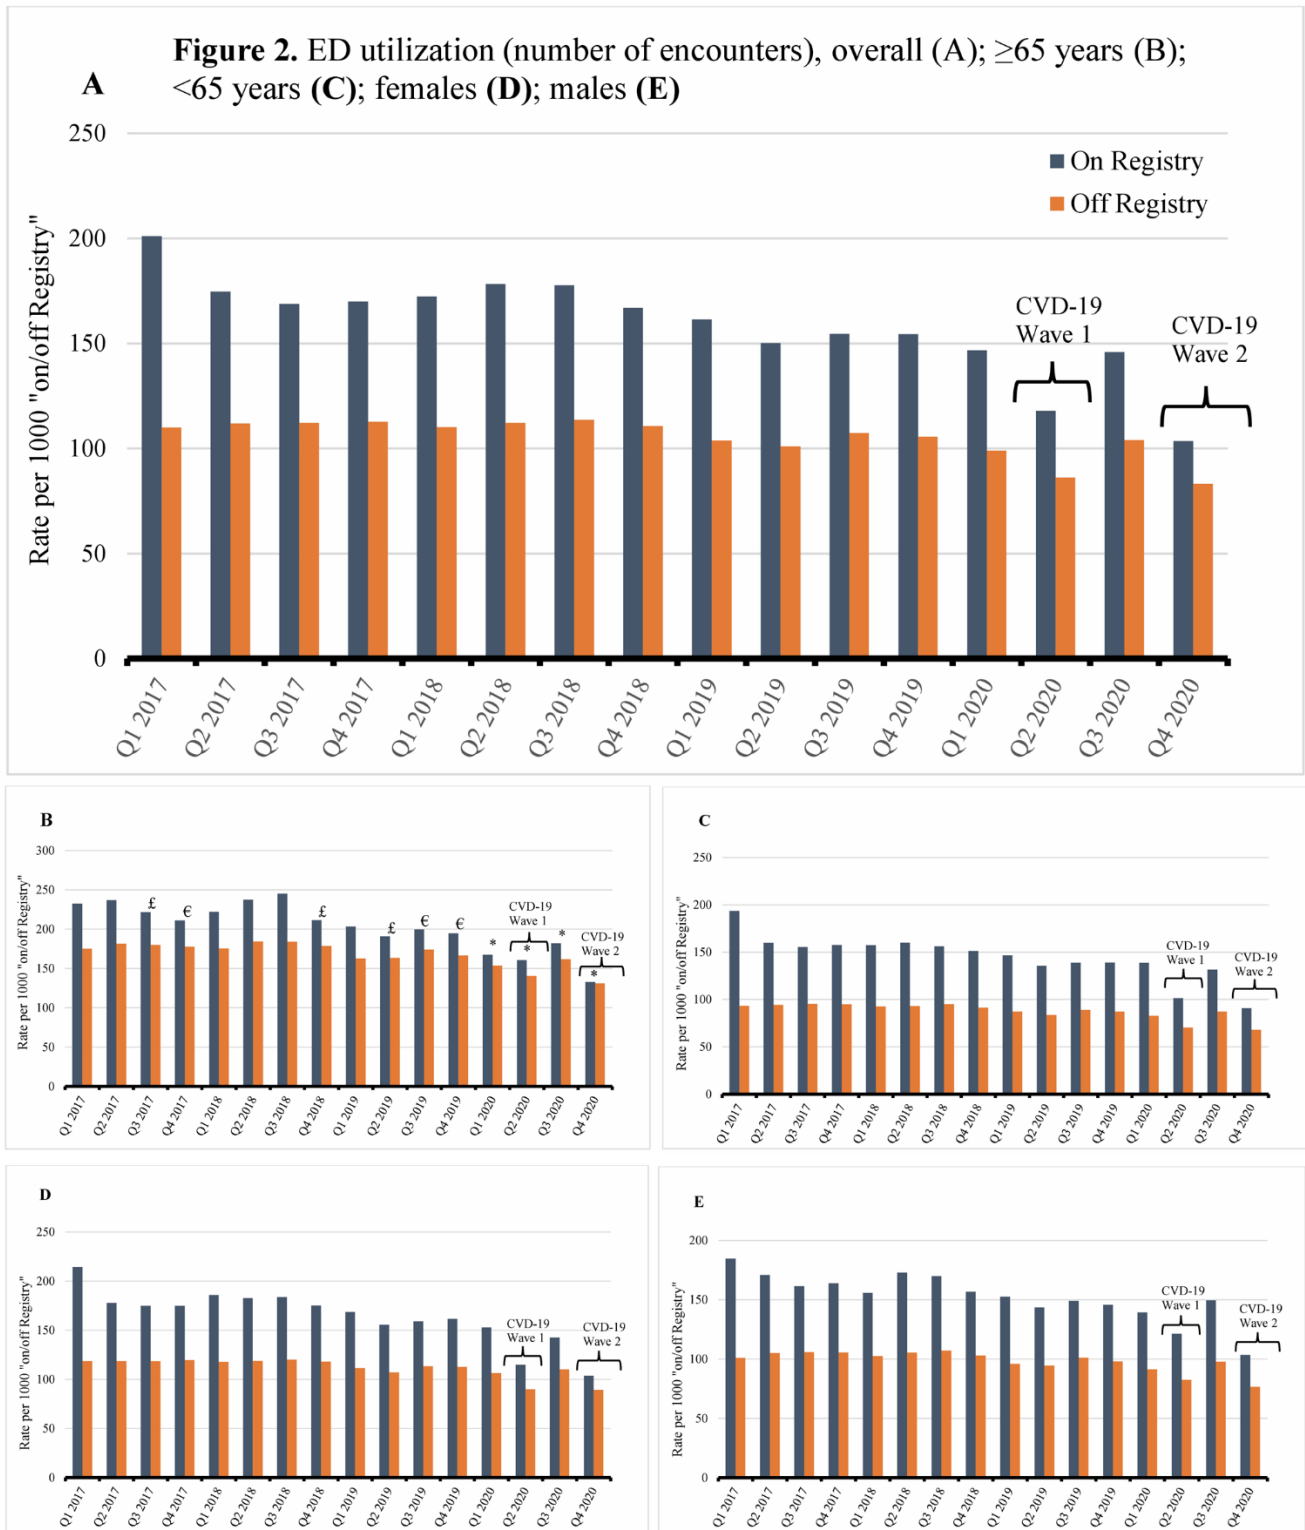 Figure 2. ED utilization (number of encounters), overall (A); ≥65 years (B);
<65 years (C); females (D); males (E)
A
Rate per 1000 "on/off Registry"
250
200
150
100
50
0
On Registry
Off Registry
CVD-19
Wave 1
CVD-19
Wave 2
Q1 2017
Q2 2017
Q3 2017
Q4 2017
Q1 2018
Q2 2018
Q3 2018
Q4 2018
Q1 2019
Q2 2019
Q3 2019
Q4 2019
Q1 2020
Q2 2020
Q3 2020
Q4 2020
B
Rate per 1000 "on/off Registry"
300
250
200
150
100
50
0
£
€
£
£
€
€
*
*
*
*
CVD-19
Wave 1
CVD-19
Wave 2
Q1 2017
Q2 2017
Q3 2017
Q4 2017
Q1 2018
Q2 2018
Q3 2018
Q4 2018
Q1 2019
Q2 2019
Q3 2019
Q4 2019
Q1 2020
Q2 2020
Q3 2020
Q4 2020
C
Rate per 1000 "on/off Registry"
250
200
150
100
50
0
CVD-19
Wave 1
CVD-19
Wave 2
Q1 2017
Q2 2017
Q3 2017
Q4 2017
Q1 2018
Q2 2018
Q3 2018
Q4 2018
Q1 2019
Q2 2019
Q3 2019
Q4 2019
Q1 2020
Q2 2020
Q3 2020
Q4 2020
D
Rate per 1000 "on/off Registry"
250
200
150
100
50
0
CVD-19
Wave 1
CVD-19
Wave 2
Q1 2017
Q2 2017
Q3 2017
Q4 2017
Q1 2018
Q2 2018
Q3 2018
Q4 2018
Q1 2019
Q2 2019
Q3 2019
Q4 2019
Q1 2020
Q2 2020
Q3 2020
Q4 2020
E
Rate per 1000 "on/off Registry"
200
150
100
50
0
CVD-19
Wave 1
CVD-19
Wave 2
Q1 2017
Q2 2017
Q3 2017
Q4 2017
Q1 2018
Q2 2018
Q3 2018
Q4 2018
Q1 2019
Q2 2019
Q3 2019
Q4 2019
Q1 2020
Q2 2020
Q3 2020
Q4 2020